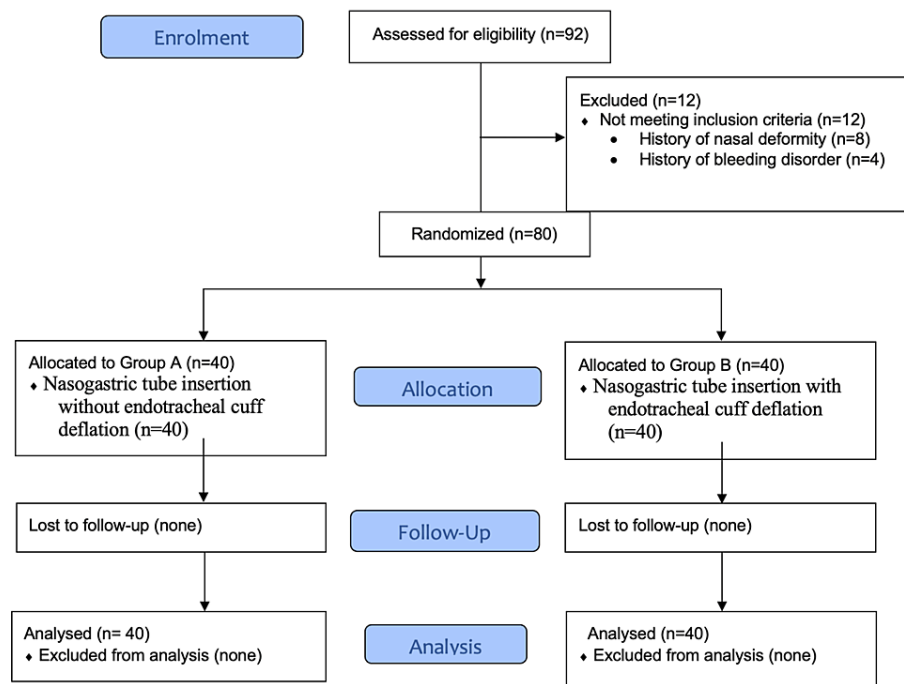 Enrolment
Assessed for eligibility (n=92)
Excluded (n=12)
♦ Not meeting inclusion criteria (n=12)
• History of nasal deformity (n=8)
• History of bleeding disorder (n=4)
Randomized (n=80)
Allocated to Group A (n=40)
♦ Nasogastric tube insertion
without endotracheal cuff
deflation (n=40)
Allocation
Allocated to Group B (n=40)
♦ Nasogastric tube insertion with
endotracheal cuff deflation
(n=40)
Lost to follow-up (none)
Follow-Up
Lost to follow-up (none)
Analysed (n= 40)
♦ Excluded from analysis (none)
Analysis
Analysed (n=40)
♦ Excluded from analysis (none)